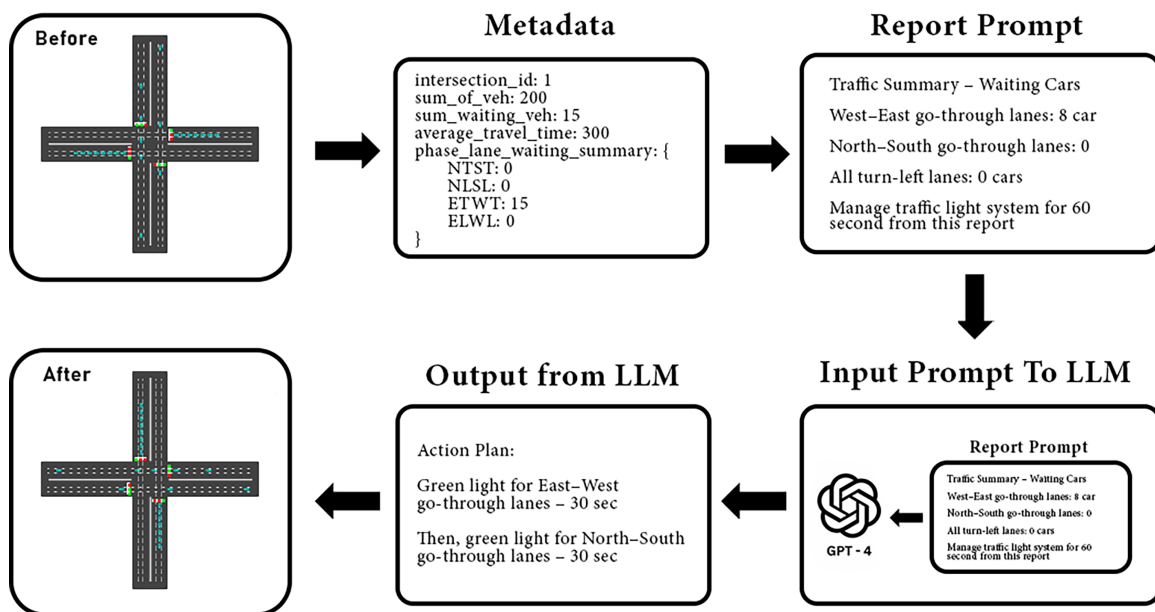 Before
Metadata
intersection_id: 1
sum_of_veh: 200
sum_waiting_veh: 15
average_travel_time: 300
phase_lane_waiting_summary: {
NTST: 0
NLSL: 0
ETWT: 15
ELWL: 0
}
Report Prompt
Traffic Summary – Waiting Cars
West–East go-through lanes: 8 car
North–South go-through lanes: 0
All turn-left lanes: 0 cars
Manage traffic light system for 60
second from this report
Input Prompt To LLM
Report Prompt
Traffic Summary – Waiting Cars
West–East go-through lanes: 8 car
North–South go-through lanes: 0
All turn-left lanes: 0 cars
Manage traffic light system for 60
second from this report
GPT - 4
Output from LLM
Action Plan:
Green light for East–West
go-through lanes – 30 sec
Then, green light for North–South
go-through lanes – 30 sec
After